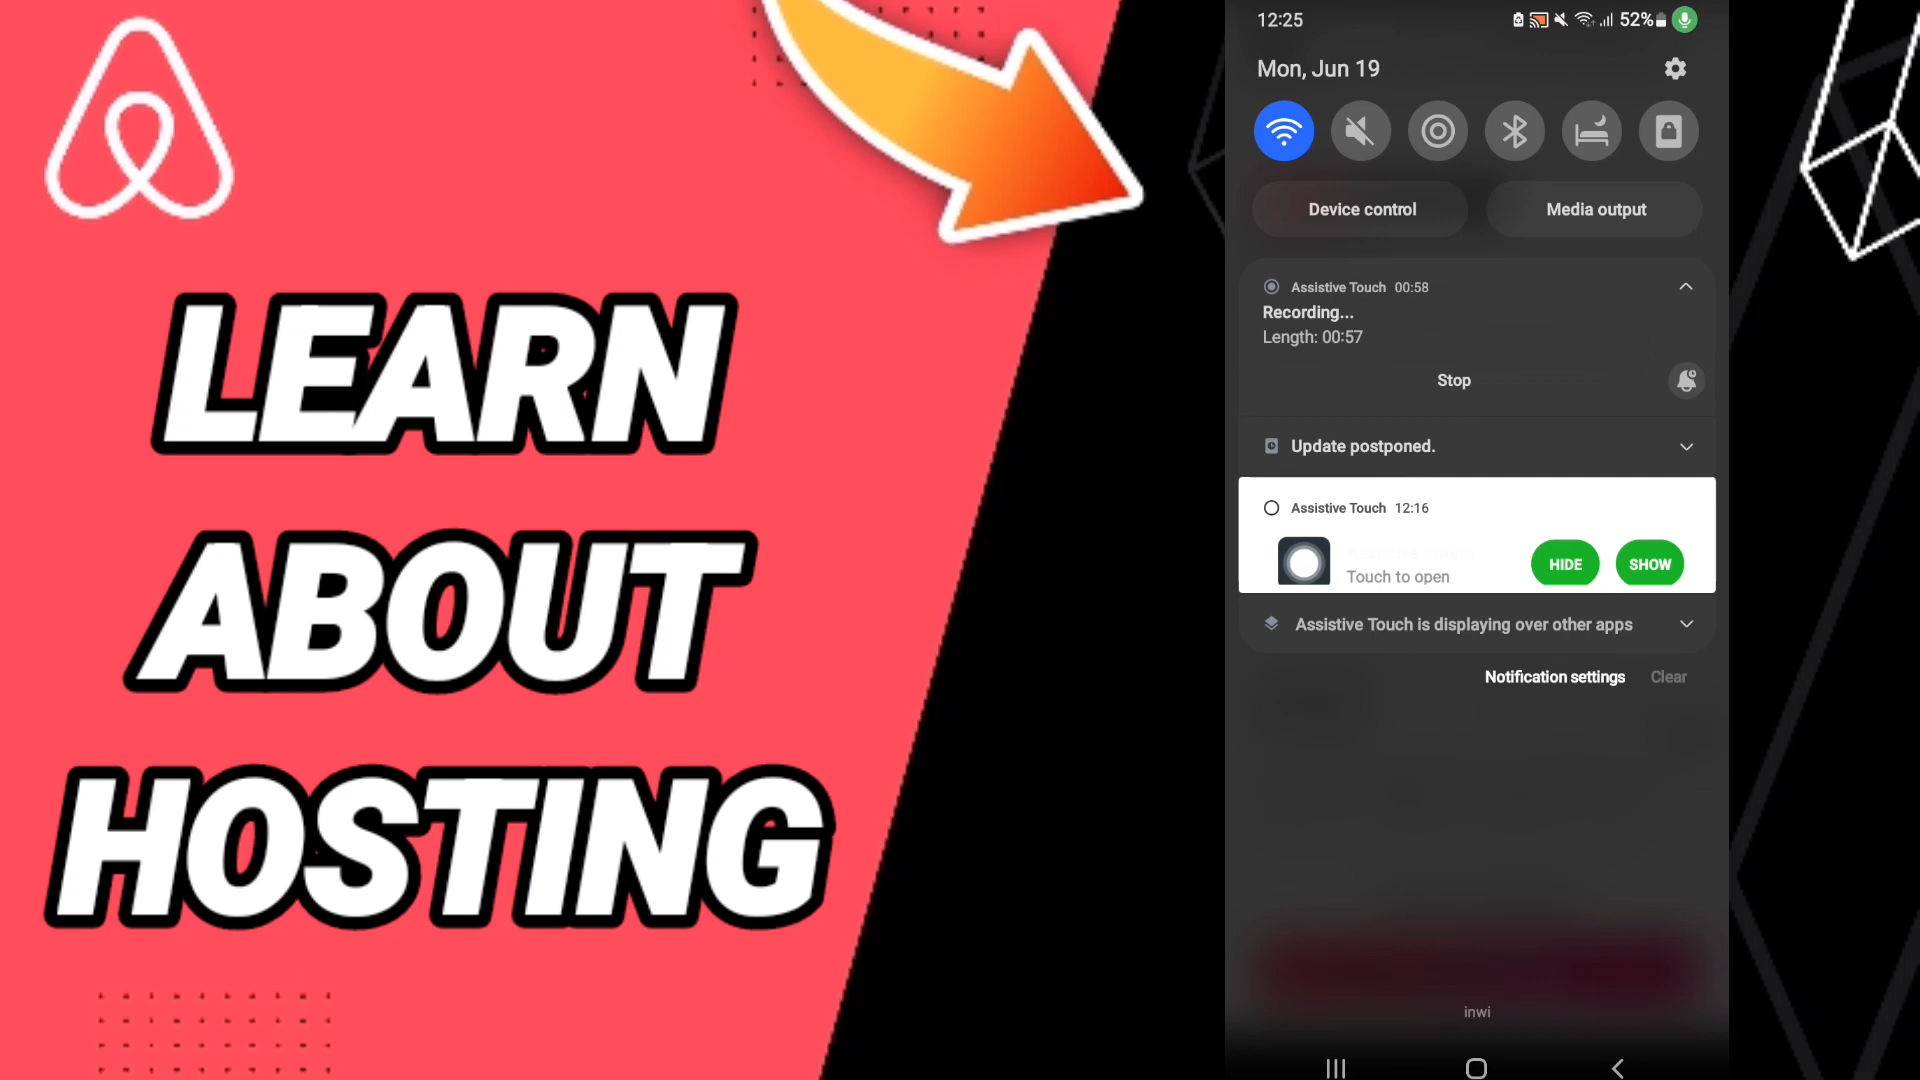 LEARN
ABOUT
HOSTING
12:25
52%
Mon, Jun 19
Device control
Media output
Assistive Touch 00:58
Recording...
Length: 00:57
Stop
Update postponed.
Assistive Touch 12:16
Touch to open
HIDE
SHOW
Assistive Touch is displaying over other apps
Notification settings
Clear
inwi